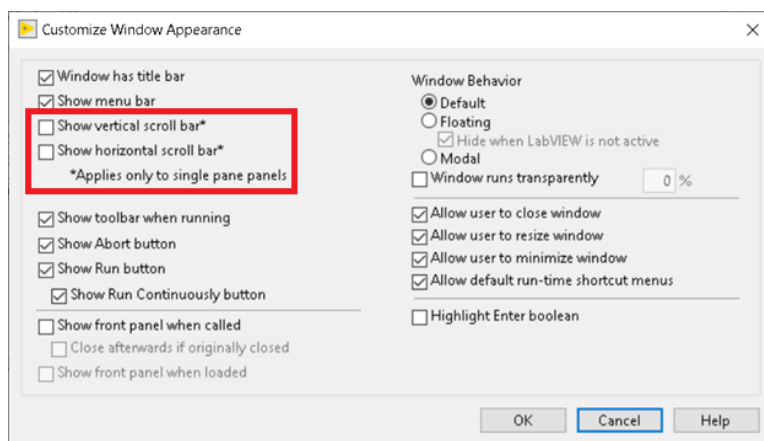 Customize Window Appearance
Window has title bar
Show menu bar
Show vertical scroll bar*
Show horizontal scroll bar*
*Applies only to single pane panels
Show toolbar when running
Show Abort button
Show Run button
Show Run Continuously button
Show front panel when called
Close afterwards if originally closed
Show front panel when loaded
Window Behavior
Default
Floating
Hide when LabVIEW is not active
Modal
Window runs transparently 0 %
Allow user to close window
Allow user to resize window
Allow user to minimize window
Allow default run-time shortcut menus
Highlight Enter boolean
OK Cancel Help